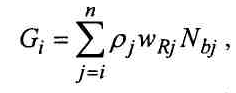 $G_i = \sum_{j=i}^{n} \rho_j w_{Rj} N_{bj} ,$